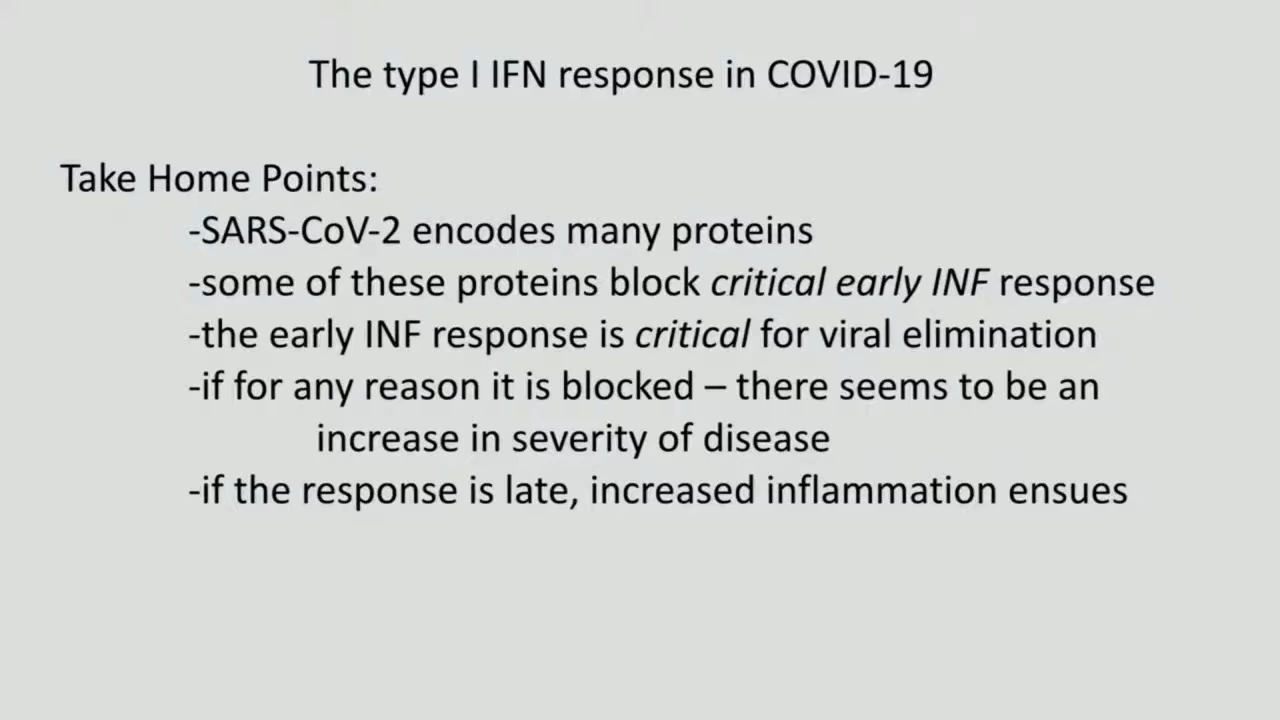 The type I IFN response in COVID-19
Take Home Points:
-SARS-CoV-2 encodes many proteins
-some of these proteins block critical early INF response
-the early INF response is critical for viral elimination
-if for any reason it is blocked – there seems to be an
increase in severity of disease
-if the response is late, increased inflammation ensues